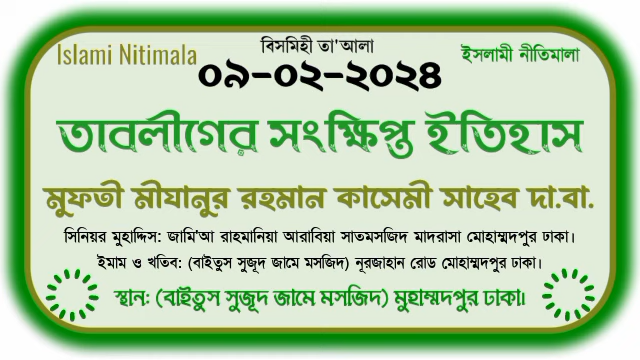 Islami Nitimala
বিসমিহী তা'আলা
ইসলামী নীতিমালা
০৯-০২-২০২৪
তাবলীগের সংক্ষিপ্ত ইতিহাস
মুফতী মীযানুর রহমান কাসেমী সাহেব দা.বা.
সিনিয়র মুহাদ্দিস: জামি'আ রাহমানিয়া আরাবিয়া সাতমসজিদ মাদরাসা মোহাম্মদপুর ঢাকা।
ইমাম ও খতিব: (বাইতুস সুজূদ জামে মসজিদ) নূরজাহান রোড মোহাম্মদপুর ঢাকা।
স্থান: (বাইতুস সুজূদ জামে মসজিদ) মুহাম্মদপুর ঢাকা।